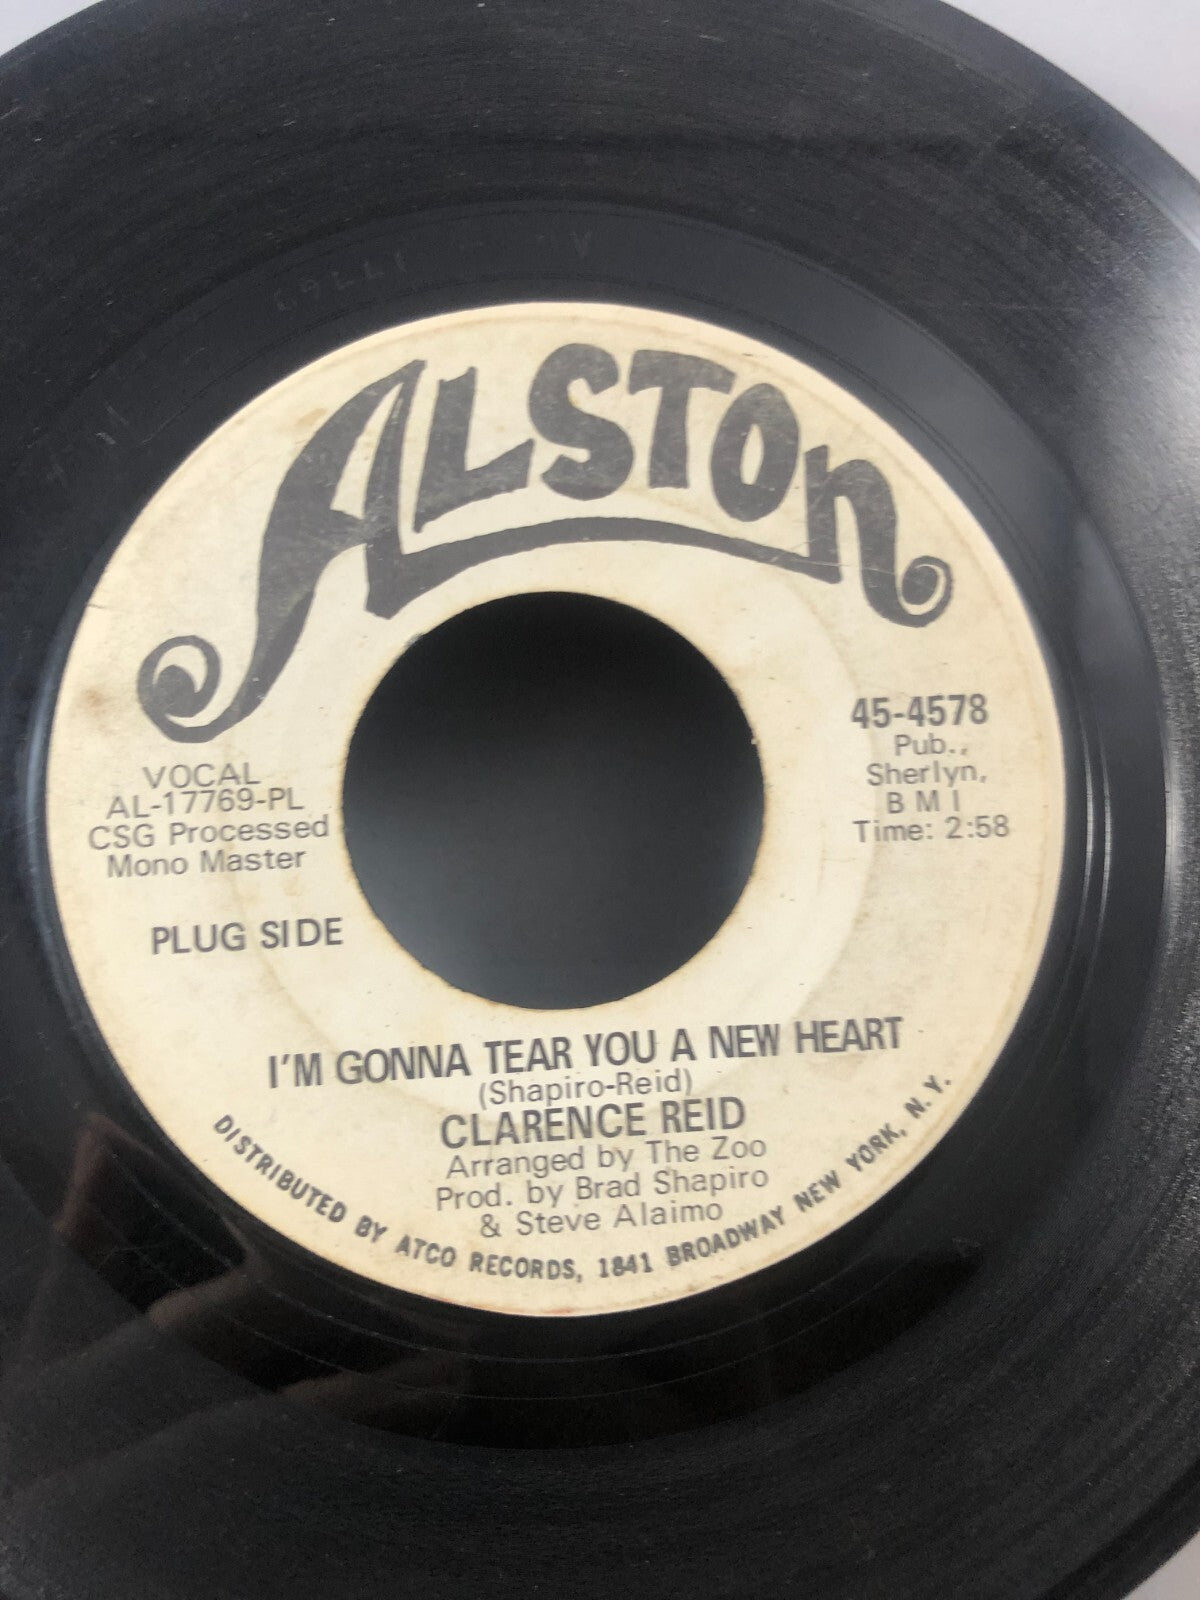 ALSTON
45-4578
Pub.,
Sherlyn,
B M I
Time: 2:58
VOCAL
AL-17769-PL
CSG Processed
Mono Master
PLUG SIDE
I'M GONNA TEAR YOU A NEW HEART
(Shapiro-Reid)
CLARENCE REID
Arranged by The Zoo
Prod. by Brad Shapiro
& Steve Alaimo
DISTRIBUTED BY ATCO RECORDS, 1841 BROADWAY NEW YORK, N. Y.